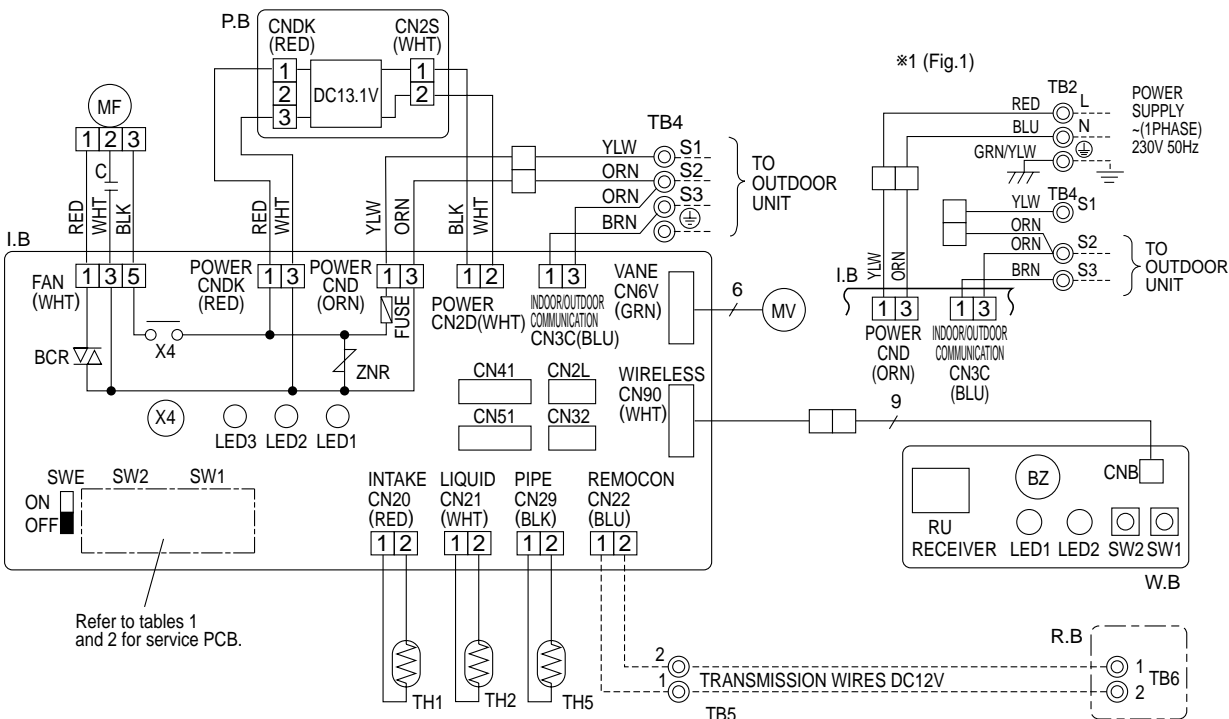 P.B
CNDK
(RED)
CN2S
(WHT)
1
2
3
DC13.1V
1
2
MF
1 2 3
C
RED
WHT
BLK
RED
WHT
YLW
ORN
BLK
WHT
TB4
YLW
S1
ORN
S2
ORN
S3
BRN
TO
OUTDOOR
UNIT
※1 (Fig.1)
TB2
RED
L
BLU
N
GRN/YLW
POWER
SUPPLY
~(1PHASE)
230V 50Hz
YLW
TB4
S1
ORN
ORN
S2
BRN
S3
TO
OUTDOOR
UNIT
I.B
YLW
ORN
1 3
1 3
POWER
CND
(ORN)
INDOOR/OUTDOOR
COMMUNICATION
CN3C
(BLU)
I.B
FAN
(WHT)
1 3 5
POWER
CNDK
(RED)
1 3
POWER
CND
(ORN)
1 3
FUSE
1 2
POWER
CN2D(WHT)
1 3
INDOOR/OUTDOOR
COMMUNICATION
CN3C(BLU)
VANE
CN6V
(GRN)
6
MV
BCR
X4
ZNR
X4
LED3 LED2 LED1
CN41
CN2L
CN51
CN32
WIRELESS
CN90
(WHT)
9
SWE
ON
OFF
SW2
SW1
Refer to tables 1
and 2 for service PCB.
INTAKE
CN20
(RED)
1 2
LIQUID
CN21
(WHT)
1 2
PIPE
CN29
(BLK)
1 2
REMOCON
CN22
(BLU)
1 2
TH1
TH2
TH5
CNB
BZ
RU
RECEIVER
LED1 LED2 SW2 SW1
W.B
2
1
TRANSMISSION WIRES DC12V
TB5
R.B
1
2
TB6